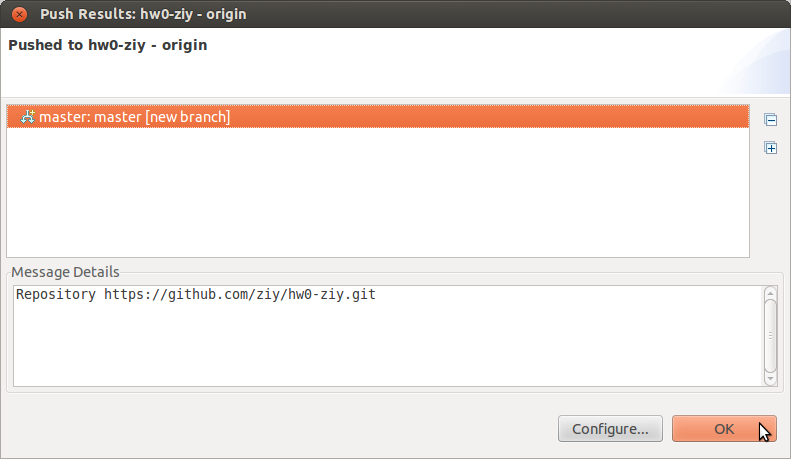 Push Results: hw0-ziy - origin
Pushed to hw0-ziy - origin
master: master [new branch]
Message Details
Repository https://github.com/ziy/hw0-ziy.git
Configure...
OK